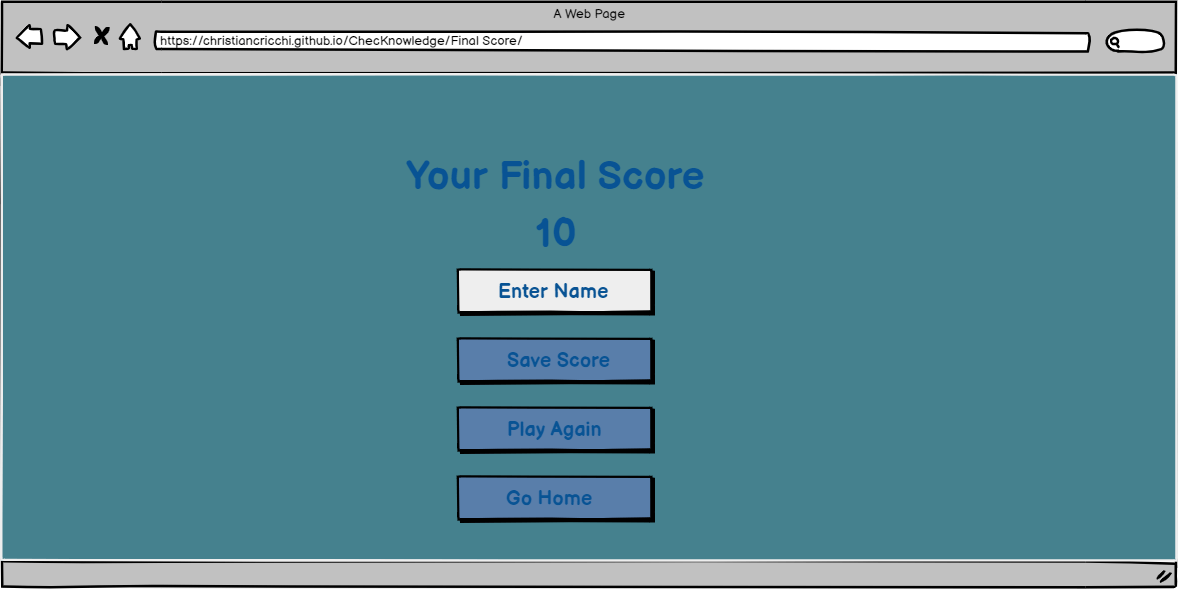 A Web Page
https://christiancricchi.github.io/ChecKnowledge/Final Score/
Your Final Score
10
Enter Name
Save Score
Play Again
Go Home